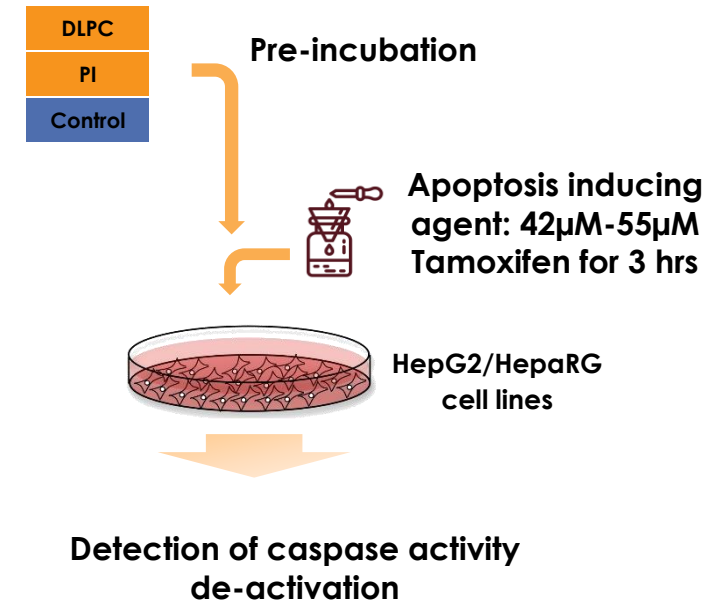 DLPC
PI
Control
Pre-incubation
Apoptosis inducing
agent: 42µM-55µM
Tamoxifen for 3 hrs
HepG2/HepaRG
cell lines
Detection of caspase activity
de-activation